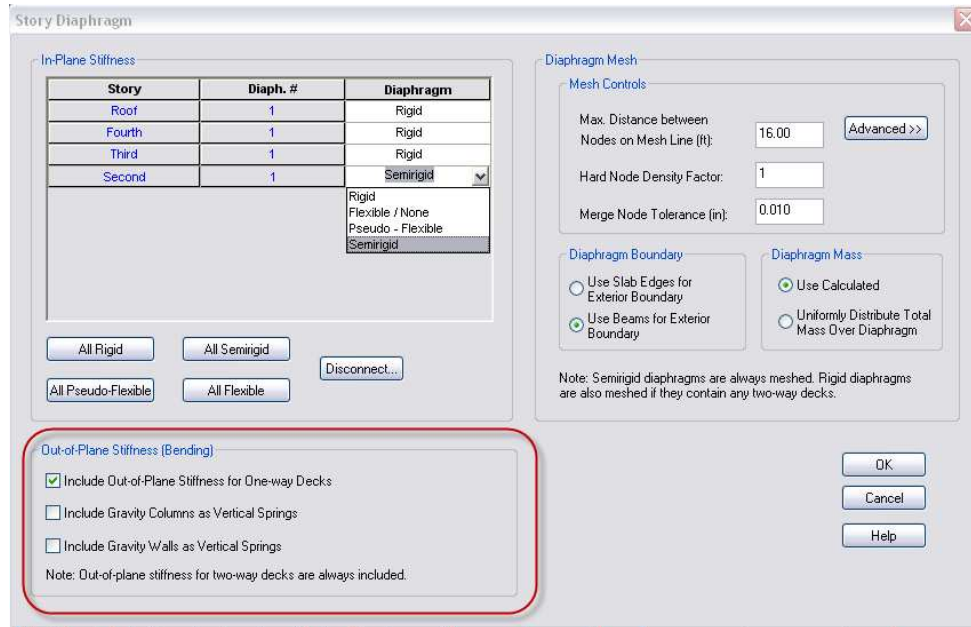 Story Diaphragm
In-Plane Stiffness
Story Diaph. # Diaphragm
Roof 1 Rigid
Fourth 1 Rigid
Third 1 Rigid
Second 1 Semirigid
Rigid
Flexible / None
Pseudo - Flexible
Semirigid
All Rigid All Semirigid
Disconnect...
All Pseudo-Flexible All Flexible
Out-of-Plane Stiffness (Bending)
Include Out-of-Plane Stiffness for One-way Decks
Include Gravity Columns as Vertical Springs
Include Gravity Walls as Vertical Springs
Note: Out-of-plane stiffness for two-way decks are always included.
Diaphragm Mesh
Mesh Controls
Max. Distance between
Nodes on Mesh Line (ft): 16.00 Advanced >>
Hard Node Density Factor: 1
Merge Node Tolerance (in): 0.010
Diaphragm Boundary
Use Slab Edges for
Exterior Boundary
Use Beams for Exterior
Boundary
Diaphragm Mass
Use Calculated
Uniformly Distribute Total
Mass Over Diaphragm
Note: Semirigid diaphragms are always meshed. Rigid diaphragms
are also meshed if they contain any two-way decks.
OK
Cancel
Help